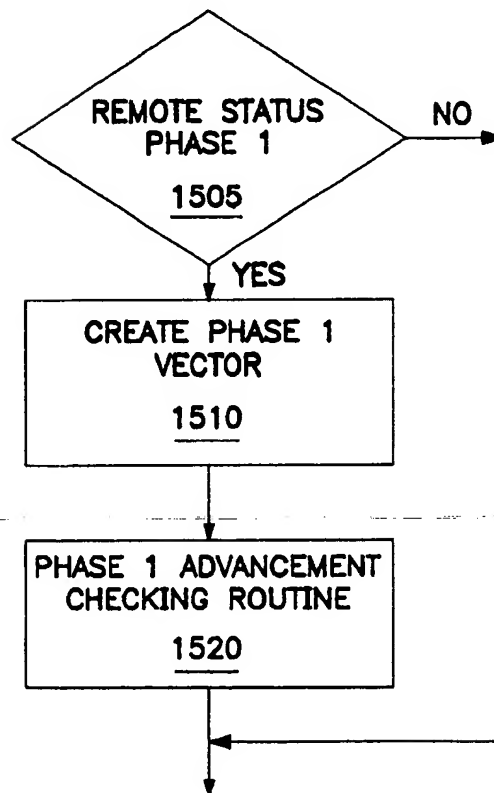 REMOTE STATUS
PHASE 1
1505
NO
YES
CREATE PHASE 1
VECTOR
1510
PHASE 1 ADVANCEMENT
CHECKING ROUTINE
1520